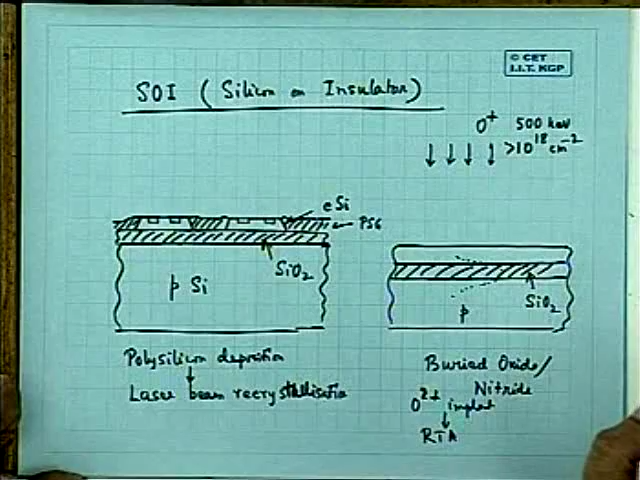 © CET
I.I.T. KGP
SOI ( Silicon on Insulator )
O+ 500 keV
>10^18 cm^-2
eSi
PSG
SiO2
p Si
SiO2
p
Polysilicon deposition
Laser beam recrystallisation
Buried Oxide/
Nitride
O2+ implant
RTA